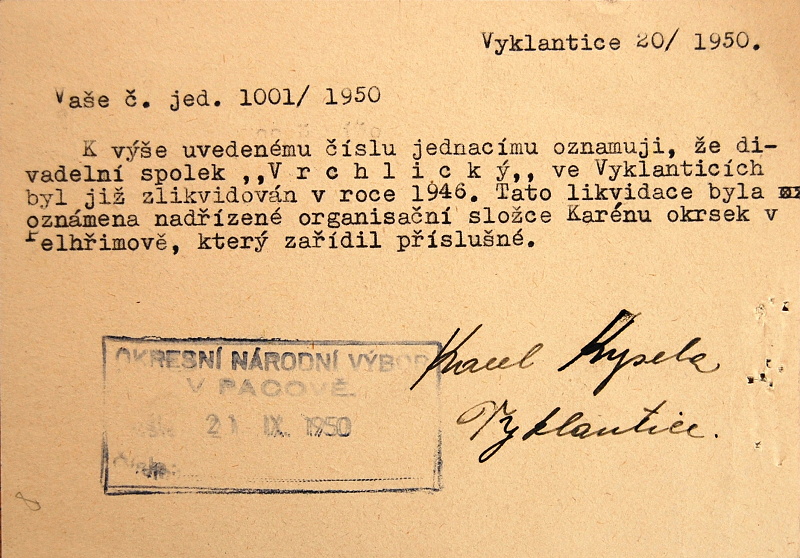 Vyklantice 20/ 1950.
Vaše č. jed. 1001/ 1950
K výše uvedenému číslu jednacímu oznamuji, že di-
vadelní spolek ,,V r c h l i c k ý,, ve Vyklanticích
byl již zlikvidován v roce 1946. Tato likvidace byla
oznámena nadřízené organisační složce Karénu okrsek v
Pelhřimově, který zařídil příslušné.
Karel Kysela
Vyklantice.
OKRESNÍ NÁRODNÍ VÝBOR
V PACOVĚ.
21 IX. 1950
Číslo:
8